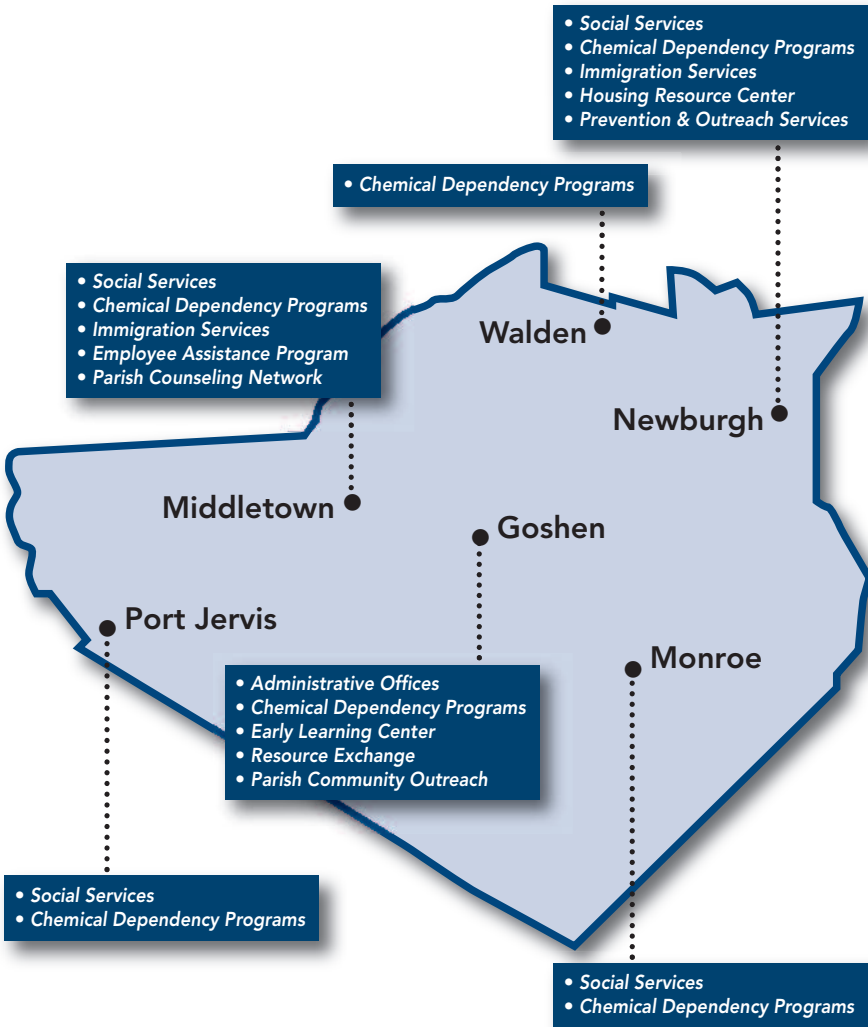 • Social Services
• Chemical Dependency Programs
• Immigration Services
• Housing Resource Center
• Prevention & Outreach Services
• Chemical Dependency Programs
• Social Services
• Chemical Dependency Programs
• Immigration Services
• Employee Assistance Program
• Parish Counseling Network
Walden
Newburgh
Middletown
Goshen
Port Jervis
Monroe
• Administrative Offices
• Chemical Dependency Programs
• Early Learning Center
• Resource Exchange
• Parish Community Outreach
• Social Services
• Chemical Dependency Programs
• Social Services
• Chemical Dependency Programs